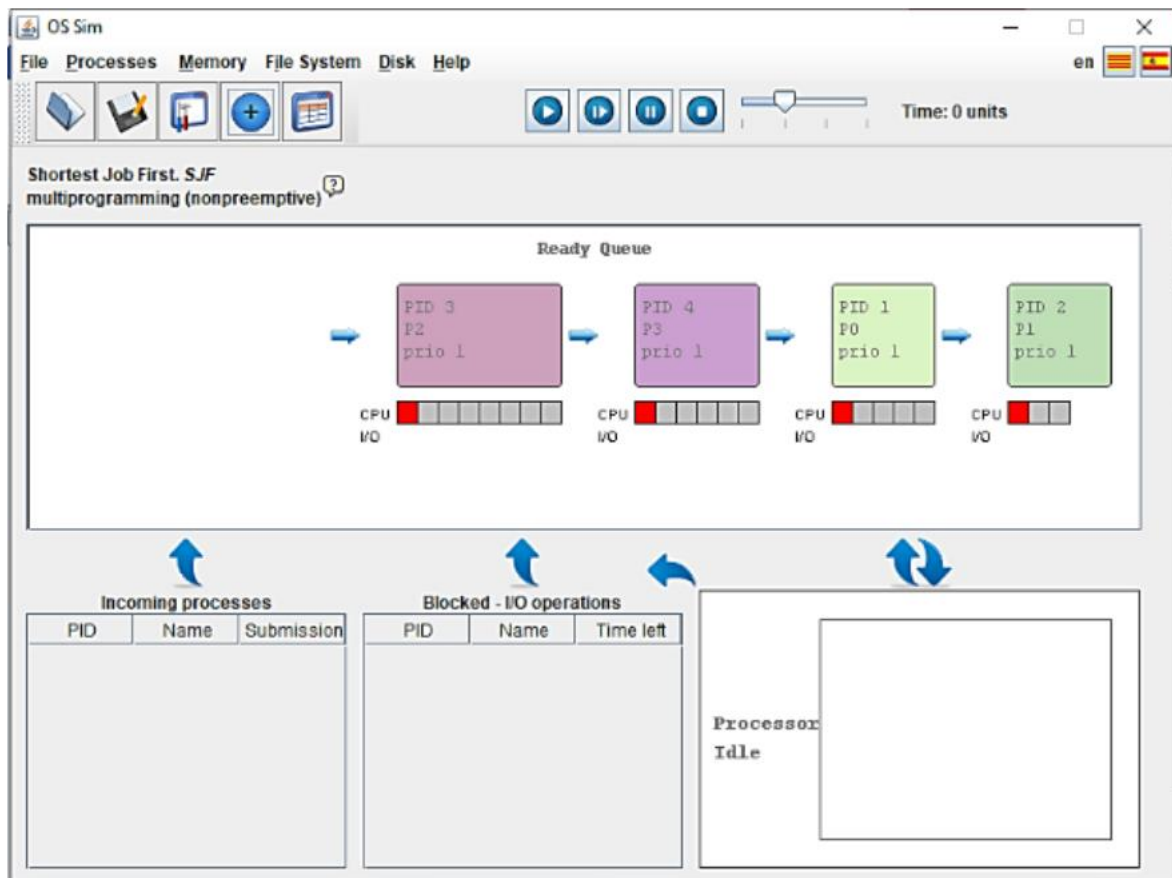 OS Sim
File Processes Memory File System Disk Help
en
Time: 0 units
Shortest Job First. SJF
multiprogramming (nonpreemptive) ?
Ready Queue
PID 3
P2
prio 1
CPU
I/O
PID 4
P3
prio 1
CPU
I/O
PID 1
P0
prio 1
CPU
I/O
PID 2
P1
prio 1
CPU
I/O
Incoming processes
PID Name Submission
Blocked - I/O operations
PID Name Time left
Processor
Idle